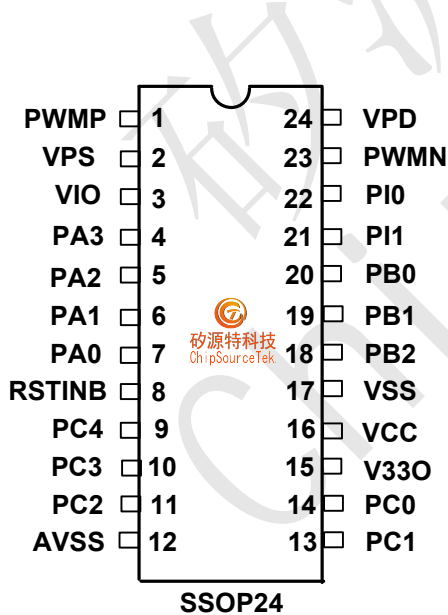 PWMP 1 24 VPD
VPS 2 23 PWMN
VIO 3 22 PI0
PA3 4 21 PI1
PA2 5 20 PB0
PA1 6 19 PB1
PA0 7 18 PB2
RSTINB 8 17 VSS
PC4 9 16 VCC
PC3 10 15 V33O
PC2 11 14 PC0
AVSS 12 13 PC1
矽源特科技
ChipSourceTek
SSOP24